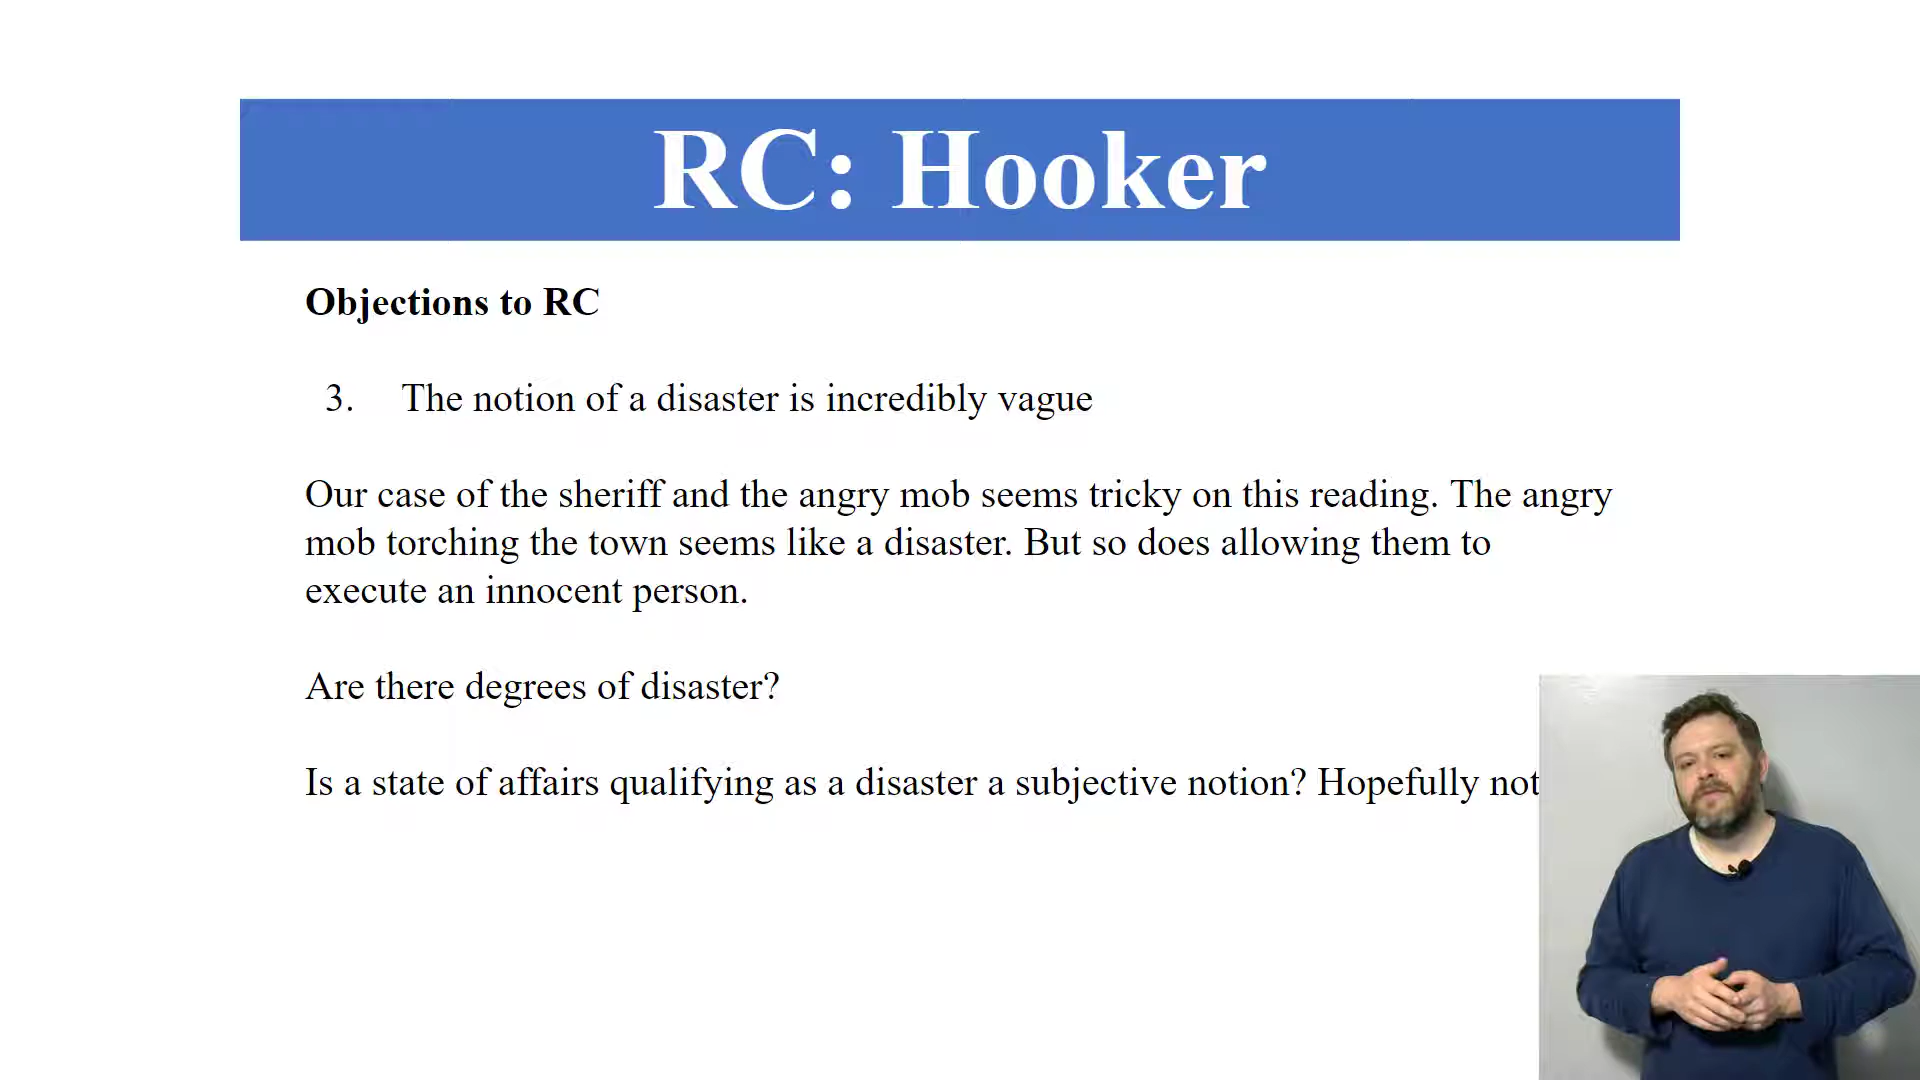 RC: Hooker
Objections to RC
3. The notion of a disaster is incredibly vague
Our case of the sheriff and the angry mob seems tricky on this reading. The angry
mob torching the town seems like a disaster. But so does allowing them to
execute an innocent person.
Are there degrees of disaster?
Is a state of affairs qualifying as a disaster a subjective notion? Hopefully not